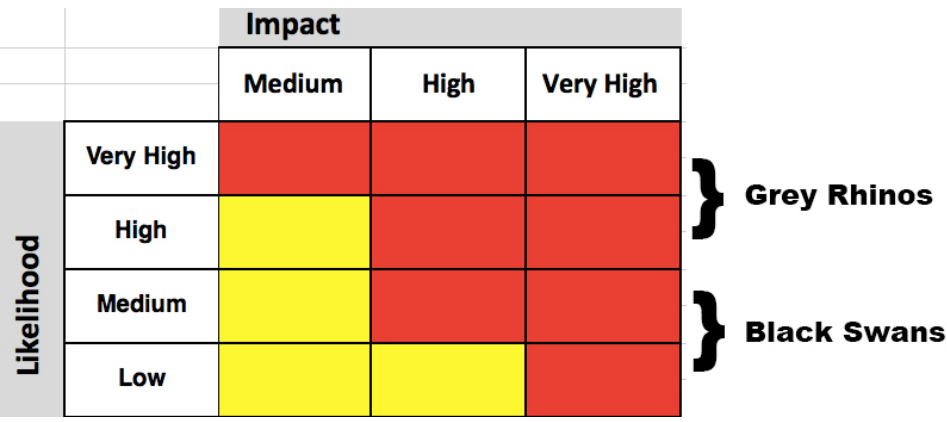 Impact
Medium High Very High
Very High
Grey Rhinos
High
Likelihood
Medium
Black Swans
Low